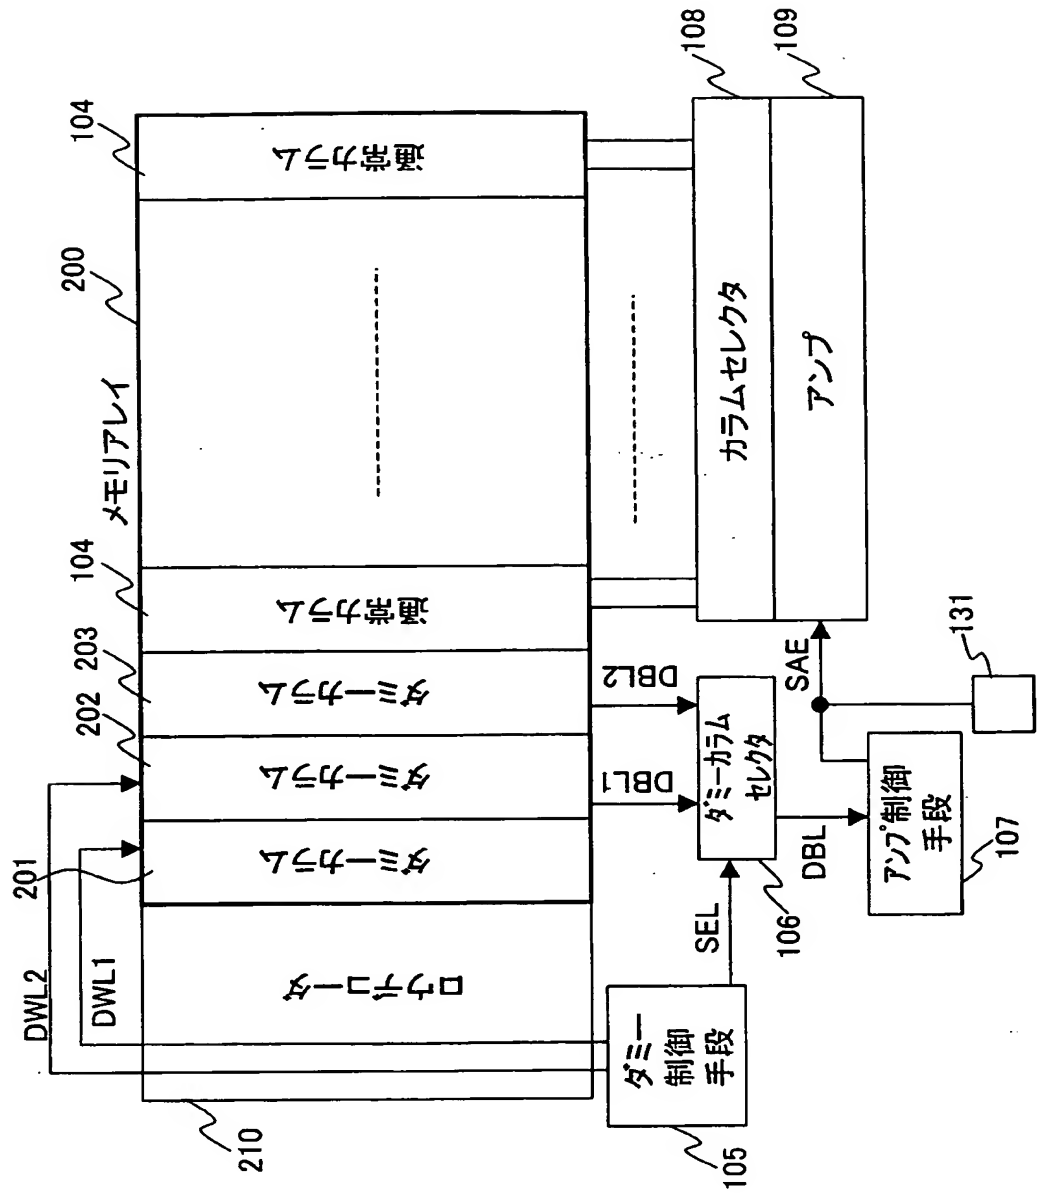 メモリアレイ
200
DWL2
DWL1
201
202
203
104
104
210
ロウデコーダ
ダミーカラム
ダミーカラム
ダミーカラム
通常カラム
通常カラム
DBL1
DBL2
ダミー
制御
手段
105
SEL
ダミーカラム
セレクタ
106
DBL
アンプ制御
手段
107
SAE
131
カラムセレクタ
108
アンプ
109